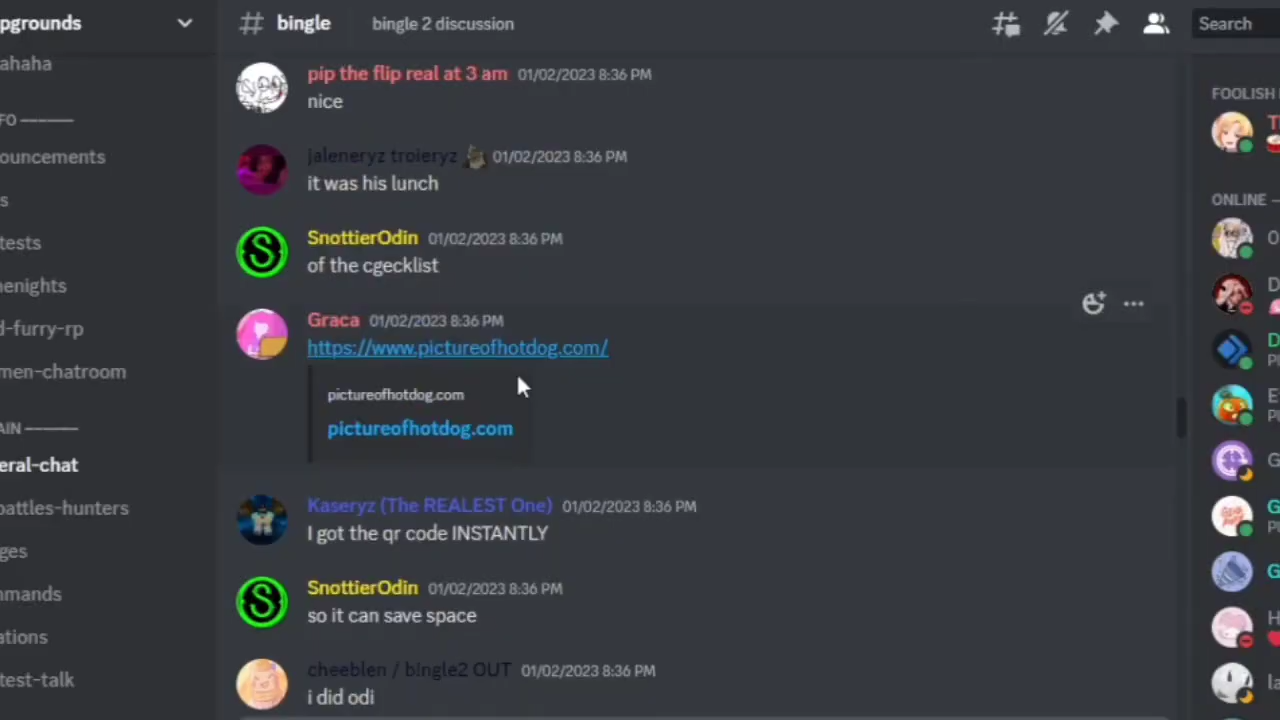 pgrounds
# bingle
bingle 2 discussion
Search
ahaha
FO
ouncements
s
tests
nenights
d-furry-rp
men-chatroom
AIN
eral-chat
battles-hunters
ges
nmands
ations
test-talk
pip the flip real at 3 am 01/02/2023 8:36 PM
nice
jaleneryz troieryz 01/02/2023 8:36 PM
it was his lunch
SnottierOdin 01/02/2023 8:36 PM
of the cgecklist
Graca 01/02/2023 8:36 PM
https://www.pictureofhotdog.com/
pictureofhotdog.com
pictureofhotdog.com
Kaseryz (The REALEST One) 01/02/2023 8:36 PM
I got the qr code INSTANTLY
SnottierOdin 01/02/2023 8:36 PM
so it can save space
cheeblen / b!ngle2 OUT 01/02/2023 8:36 PM
i did odi
FOOLISH
ONLINE —